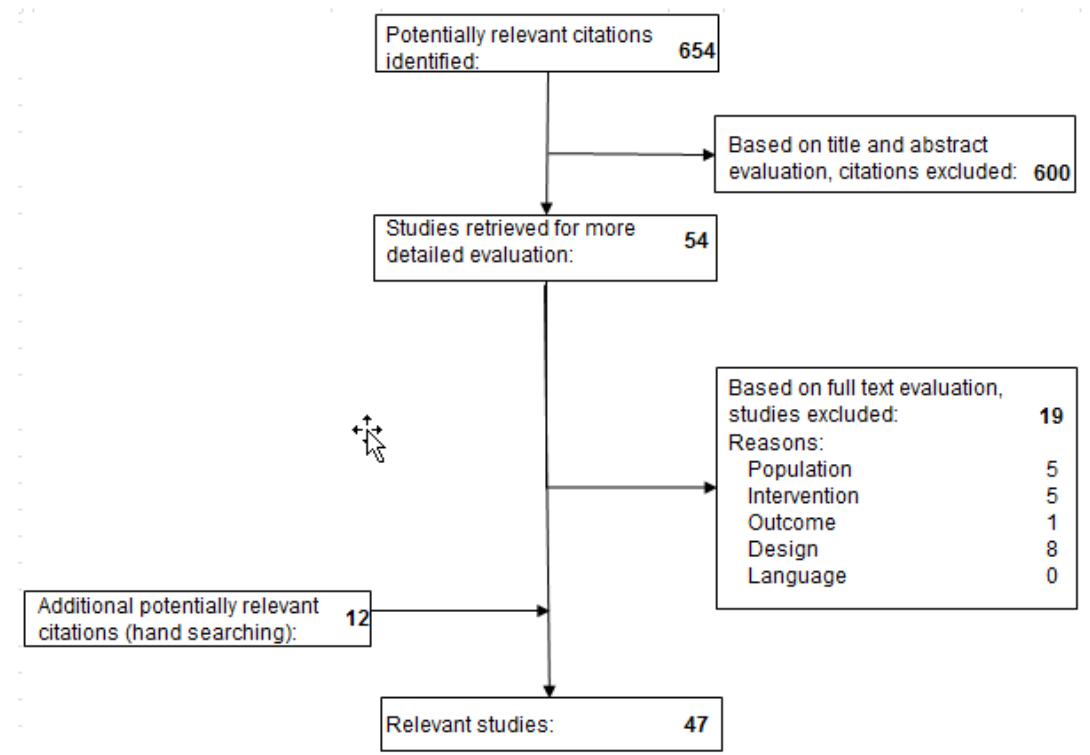 Potentially relevant citations
identified: 654
Based on title and abstract
evaluation, citations excluded: 600
Studies retrieved for more
detailed evaluation: 54
Based on full text evaluation,
studies excluded: 19
Reasons:
Population 5
Intervention 5
Outcome 1
Design 8
Language 0
Additional potentially relevant
citations (hand searching): 12
Relevant studies: 47